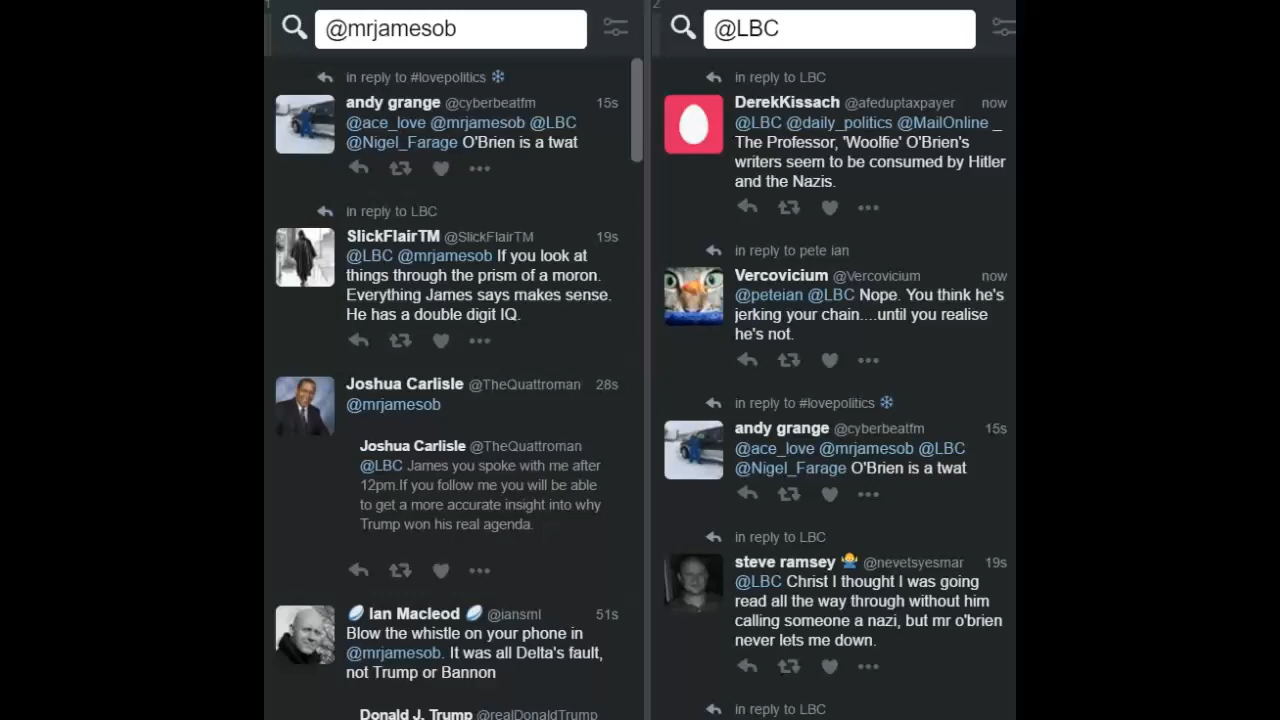 1
@mrjamesob
in reply to #lovepolitics ❄
andy grange @cyberbeatfm 15s
@ace_love @mrjamesob @LBC
@Nigel_Farage O'Brien is a twat
in reply to LBC
SlickFlairTM @SlickFlairTM 19s
@LBC @mrjamesob If you look at
things through the prism of a moron.
Everything James says makes sense.
He has a double digit IQ.
Joshua Carlisle @TheQuattroman 28s
@mrjamesob
Joshua Carlisle @TheQuattroman
@LBC James you spoke with me after
12pm.If you follow me you will be able
to get a more accurate insight into why
Trump won his real agenda.
🏉 Ian Macleod 🏉 @iansml 51s
Blow the whistle on your phone in
@mrjamesob. It was all Delta's fault,
not Trump or Bannon
Donald J. Trump @realDonaldTrump
2
@LBC
in reply to LBC
DerekKissach @afeduptaxpayer now
@LBC @daily_politics @MailOnline _
The Professor, 'Woolfie' O'Brien's
writers seem to be consumed by Hitler
and the Nazis.
in reply to pete ian
Vercovicium @Vercovicium now
@peteian @LBC Nope. You think he's
jerking your chain....until you realise
he's not.
in reply to #lovepolitics ❄
andy grange @cyberbeatfm 15s
@ace_love @mrjamesob @LBC
@Nigel_Farage O'Brien is a twat
in reply to LBC
steve ramsey 🙅 @nevetsyesmar 19s
@LBC Christ I thought I was going
read all the way through without him
calling someone a nazi, but mr o'brien
never lets me down.
in reply to LBC